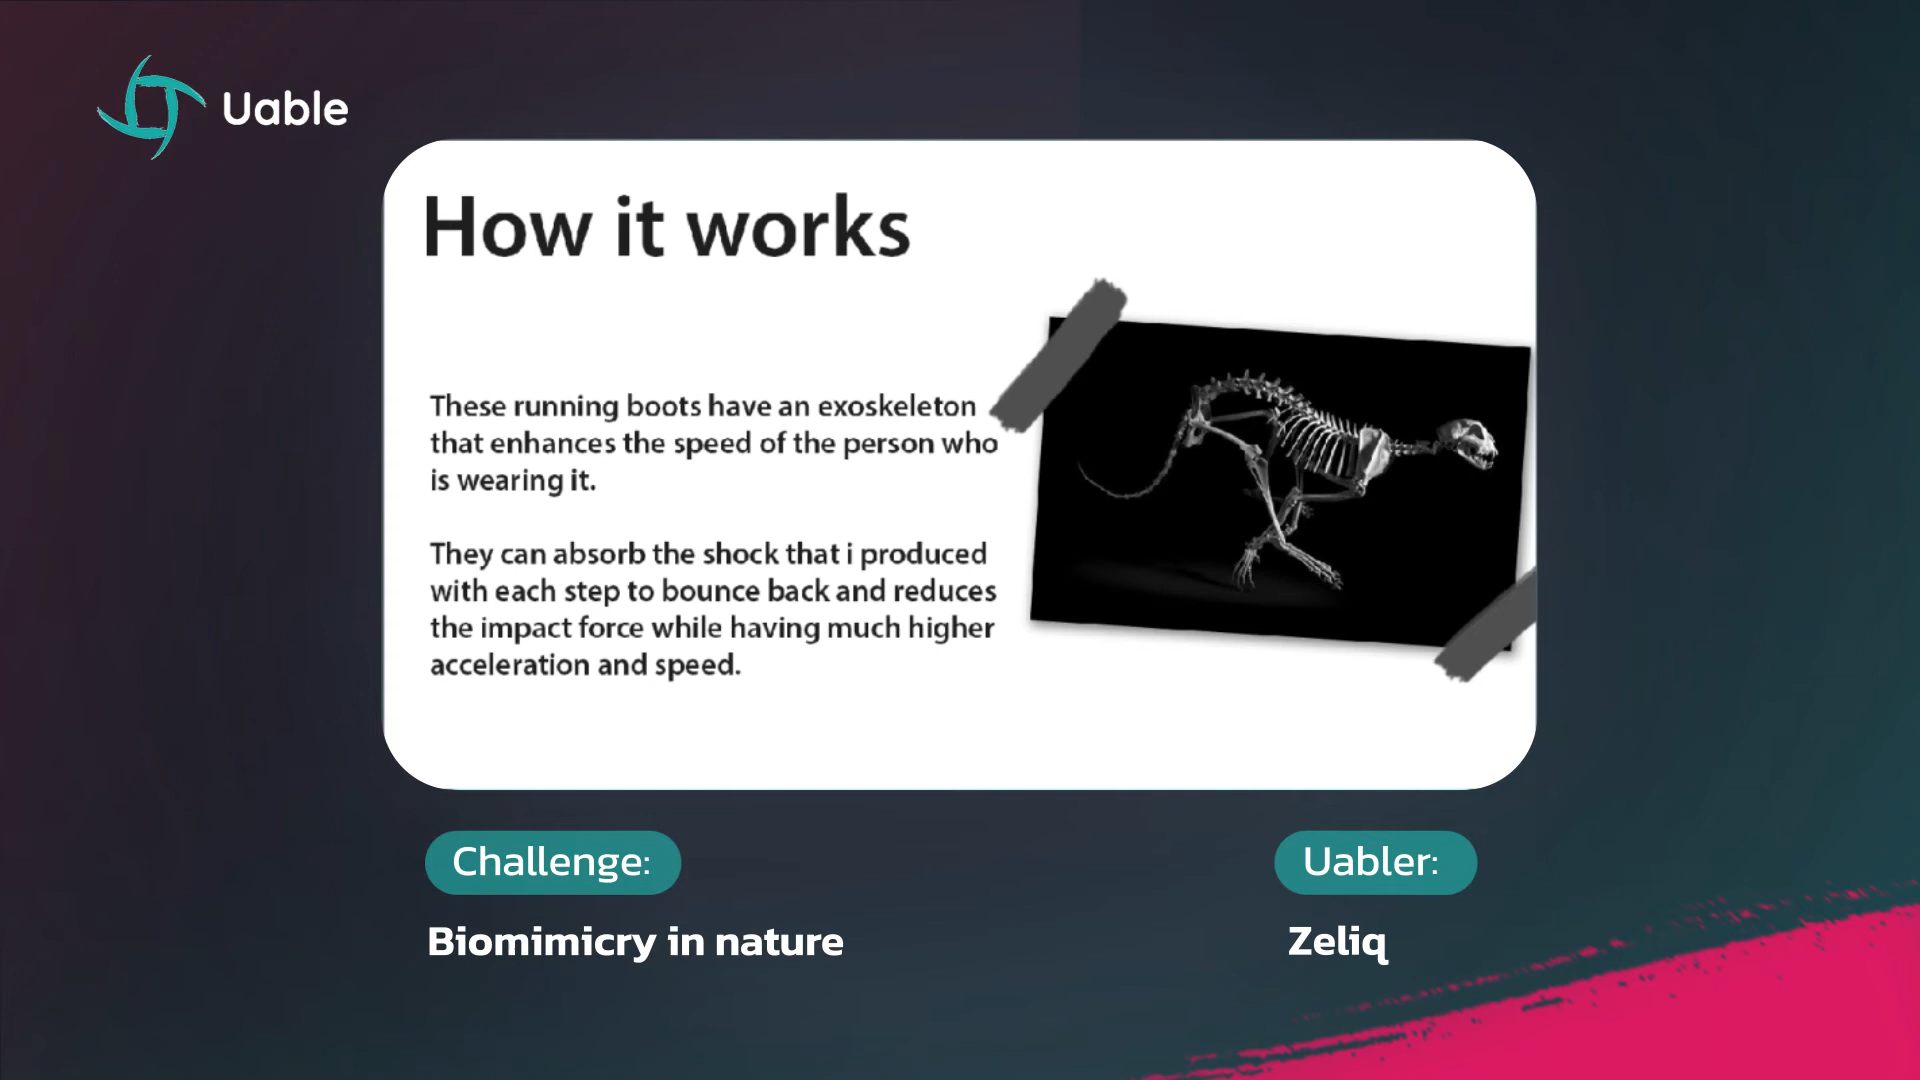 Uable
How it works
These running boots have an exoskeleton
that enhances the speed of the person who
is wearing it.
They can absorb the shock that i produced
with each step to bounce back and reduces
the impact force while having much higher
acceleration and speed.
Challenge:
Biomimicry in nature
Uabler:
Zeliq